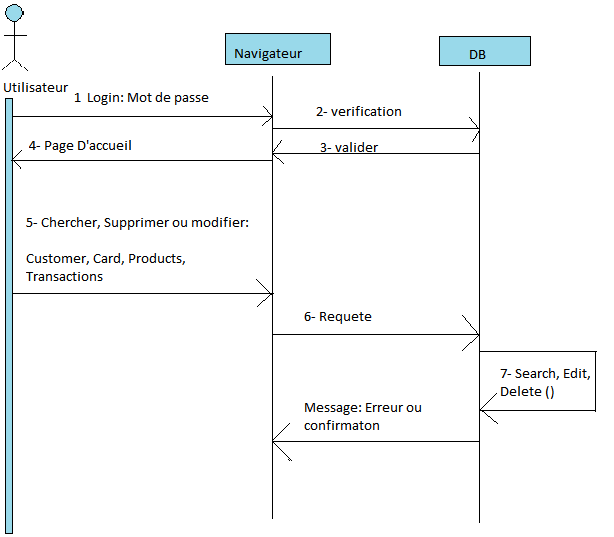 Navigateur
DB
Utilisateur
1 Login: Mot de passe
2- verification
3- valider
4- Page D'accueil
5- Chercher, Supprimer ou modifier:
Customer, Card, Products,
Transactions
6- Requete
7- Search, Edit,
Delete ()
Message: Erreur ou
confirmaton